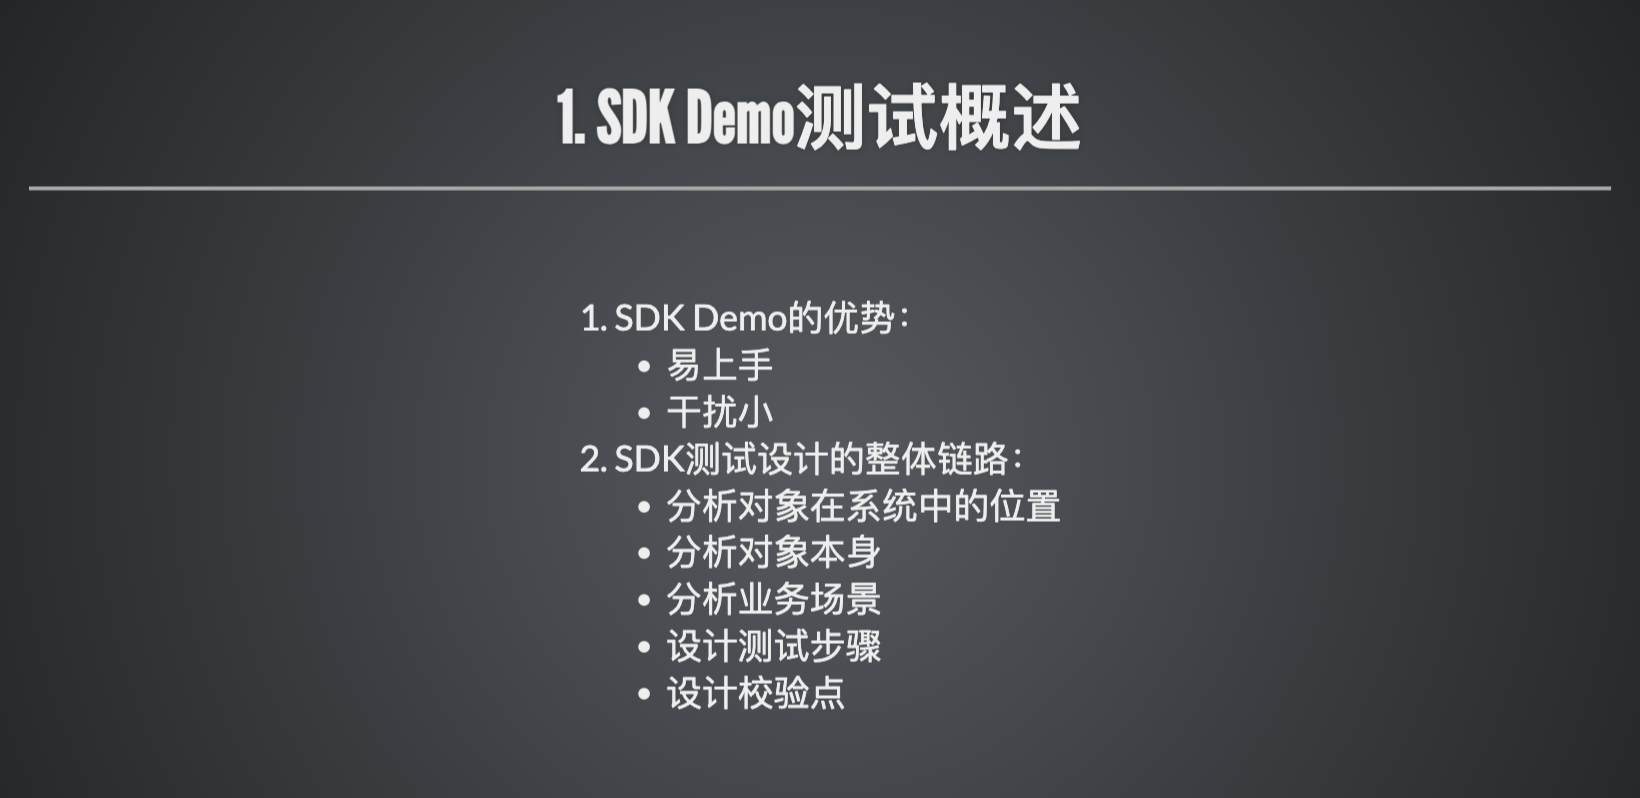 1. SDK Demo测试概述
1. SDK Demo的优势：
• 易上手
• 干扰小
2. SDK测试设计的整体链路：
• 分析对象在系统中的位置
• 分析对象本身
• 分析业务场景
• 设计测试步骤
• 设计校验点